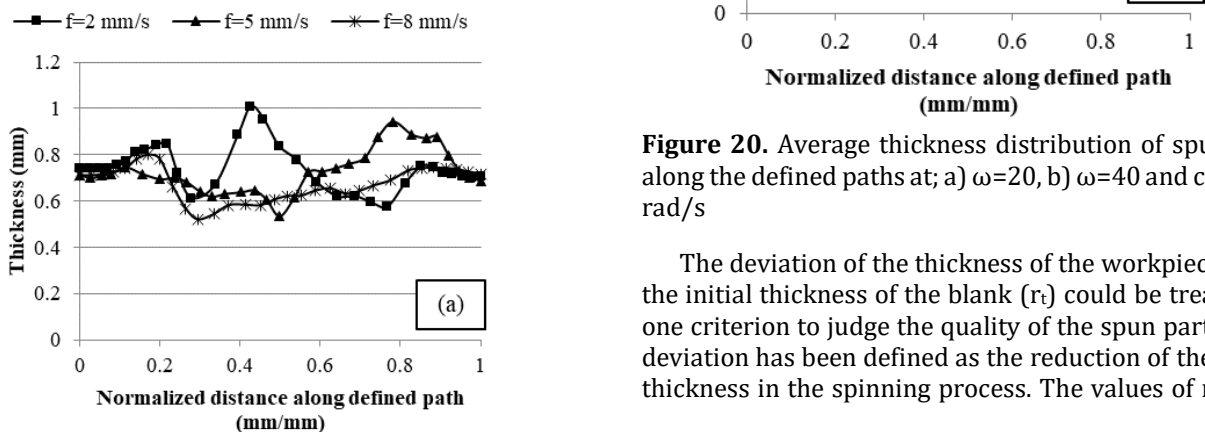 f=2 mm/s f=5 mm/s f=8 mm/s
1.2
1
0.8
0.6
0.4
0.2
0
Thickness (mm)
(a)
0 0.2 0.4 0.6 0.8 1
Normalized distance along defined path
(mm/mm)
0
0 0.2 0.4 0.6 0.8 1
Normalized distance along defined path
(mm/mm)
Figure 20. Average thickness distribution of spu
along the defined paths at; a) ω=20, b) ω=40 and c
rad/s
The deviation of the thickness of the workpiec
the initial thickness of the blank (rt) could be trea
one criterion to judge the quality of the spun part
deviation has been defined as the reduction of the
thickness in the spinning process. The values of r